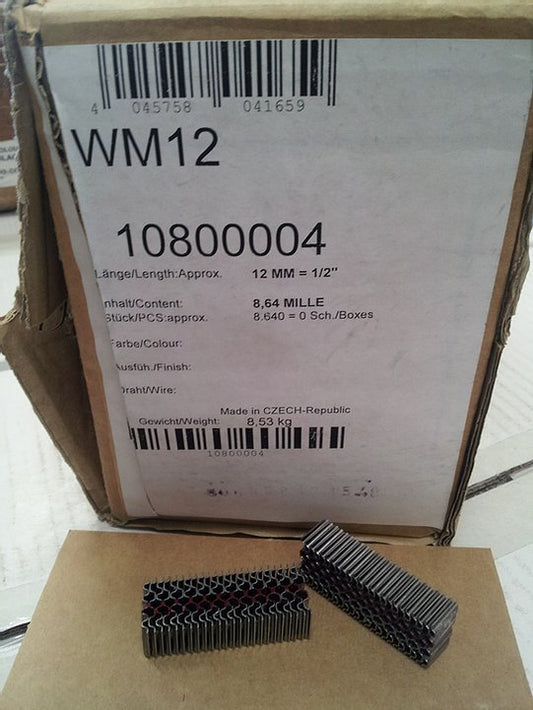 4 045758 041659
WM12
10800004
Länge/Length:Approx. 12 MM = 1/2"
nhalt/Content: 8,64 MILLE
Stück/PCS:approx. 8.640 = 0 Sch./Boxes
Farbe/Colour:
Ausfüh./Finish:
Draht/Wire:
Made in CZECH-Republic
Gewicht/Weight: 8,53 kg
10800004